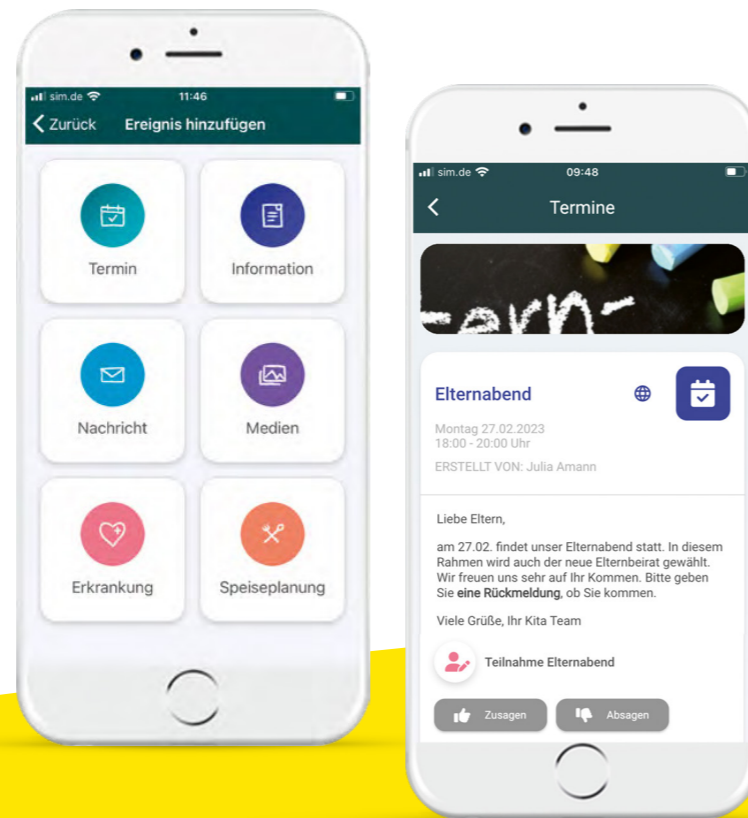 sim.de
11:46
Zurück
Ereignis hinzufügen
Termin
Information
Nachricht
Medien
Erkrankung
Speiseplanung
sim.de
09:48
Termine
tern-
Elternabend
Montag 27.02.2023
18:00 - 20:00 Uhr
ERSTELLT VON: Julia Amann
Liebe Eltern,
am 27.02. findet unser Elternabend statt. In diesem
Rahmen wird auch der neue Elternbeirat gewählt.
Wir freuen uns sehr auf Ihr Kommen. Bitte geben
Sie eine Rückmeldung, ob Sie kommen.
Viele Grüße, Ihr Kita Team
Teilnahme Elternabend
Zusagen
Absagen